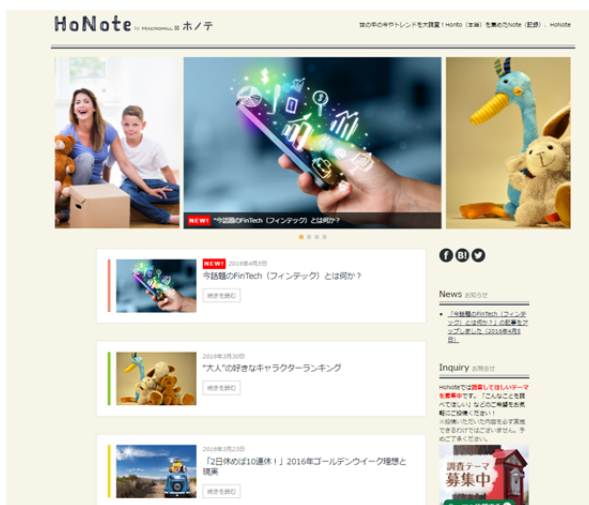 HoNote by ホノテ
世の中の今やトレンドを大調査！Honto（本当）を集めたNote（記録）、HoNote
NEW! "今話題のFinTech（フィンテック）とは何か？
NEW! 2016年4月5日
今話題のFinTech（フィンテック）とは何か？
続きを読む
2016年3月30日
"大人"の好きなキャラクターランキング
続きを読む
2016年3月23日
「2日休めば10連休！」2016年ゴールデンウイーク理想と
現実
続きを読む
f B! 
News お知らせ
「今話題のFinTech（フィンテ
ック）とは何か？」の記事をア
ップしました（2016年4月5
日）
Inquiry お問合せ
HoNoteでは調査してほしいテーマ
を募集中です。「こんなことを調
べてほしい」などのご希望をお気
軽にご投稿ください！
※投稿いただいた内容を必ず実施
できるわけではございません。予
めご了承ください。
調査テーマ
募集中